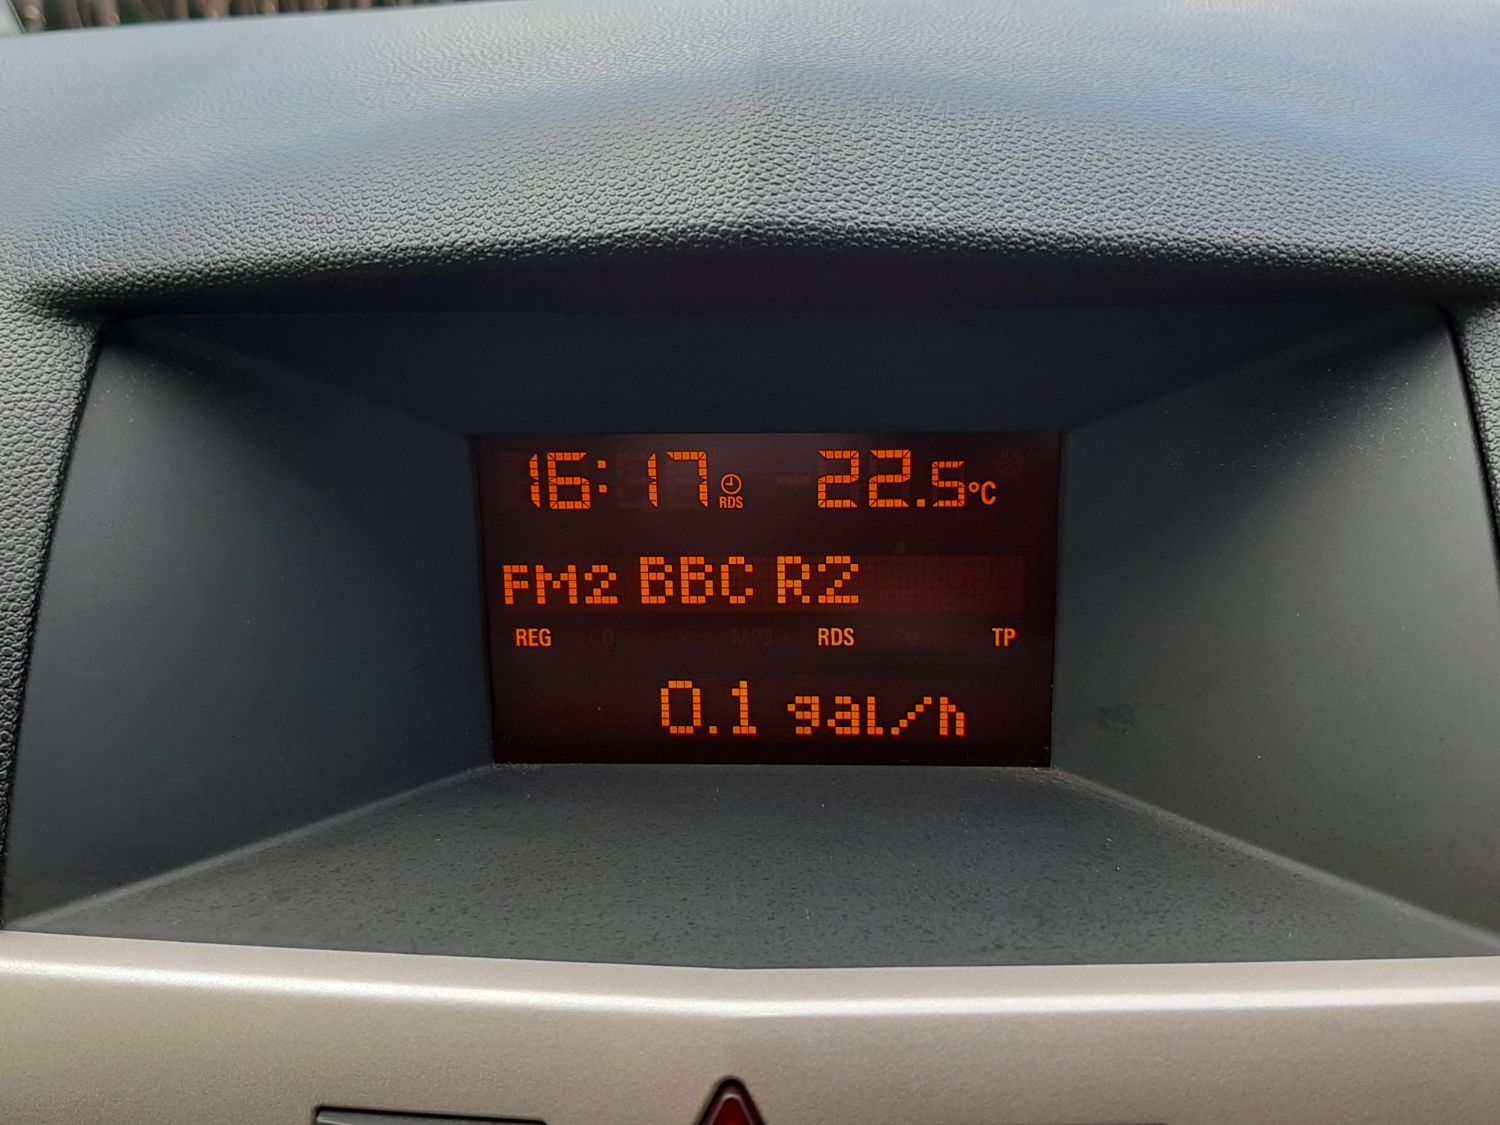 16:17 RDS 22.5°C
FM2 BBC R2
REG RDS TP
0.1 gal/h